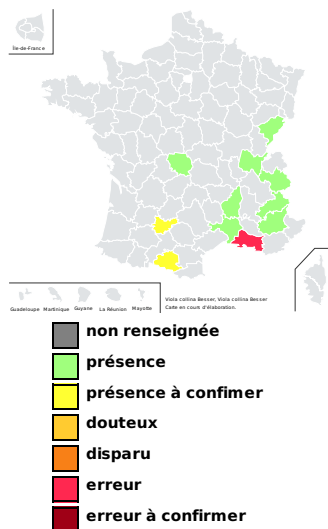 Île-de-France
Guadeloupe Martinique Guyane La Réunion Mayotte
Viola collina Besser, Viola collina Besser
Carte en cours d'élaboration.
non renseignée
présence
présence à confimer
douteux
disparu
erreur
erreur à confirmer